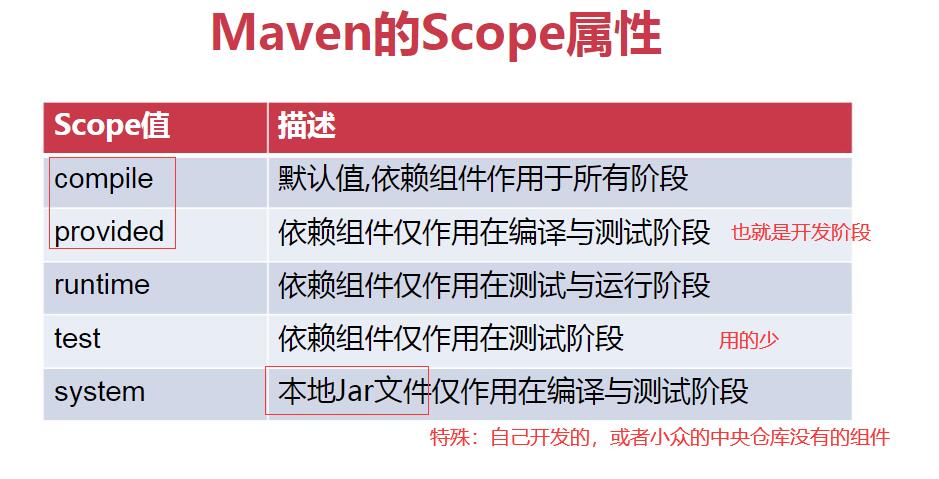 Maven的Scope属性
Scope值 描述
compile 默认值,依赖组件作用于所有阶段
provided 依赖组件仅作用在编译与测试阶段 也就是开发阶段
runtime 依赖组件仅作用在测试与运行阶段
test 依赖组件仅作用在测试阶段 用的少
system 本地Jar文件仅作用在编译与测试阶段
特殊：自己开发的，或者小众的中央仓库没有的组件